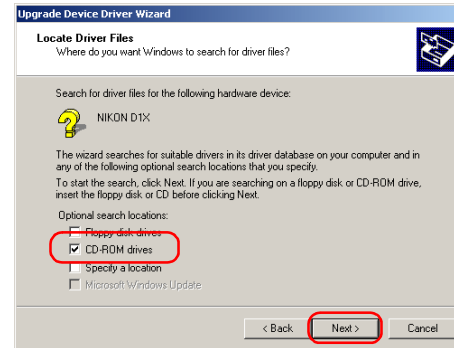 Upgrade Device Driver Wizard
Locate Driver Files
Where do you want Windows to search for driver files?
Search for driver files for the following hardware device:
NIKON D1X
The wizard searches for suitable drivers in its driver database on your computer and in
any of the following optional search locations that you specify.
To start the search, click Next. If you are searching on a floppy disk or CD-ROM drive,
insert the floppy disk or CD before clicking Next.
Optional search locations:
Floppy disk drives
CD-ROM drives
Specify a location
Microsoft Windows Update
< Back
Next >
Cancel